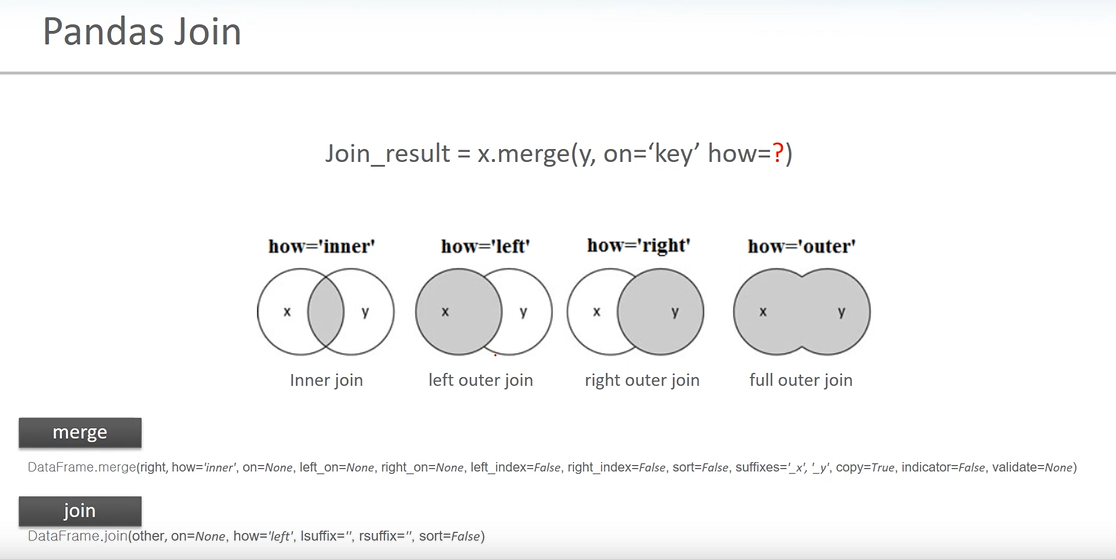 Pandas Join
Join_result = x.merge(y, on=‘key’ how=?)
how='inner' how='left' how='right' how='outer'
x y x y x y x y
Inner join left outer join right outer join full outer join
merge
DataFrame.merge(right, how='inner', on=None, left_on=None, right_on=None, left_index=False, right_index=False, sort=False, suffixes='_x', '_y', copy=True, indicator=False, validate=None)
join
DataFrame.join(other, on=None, how='left', lsuffix='', rsuffix='', sort=False)